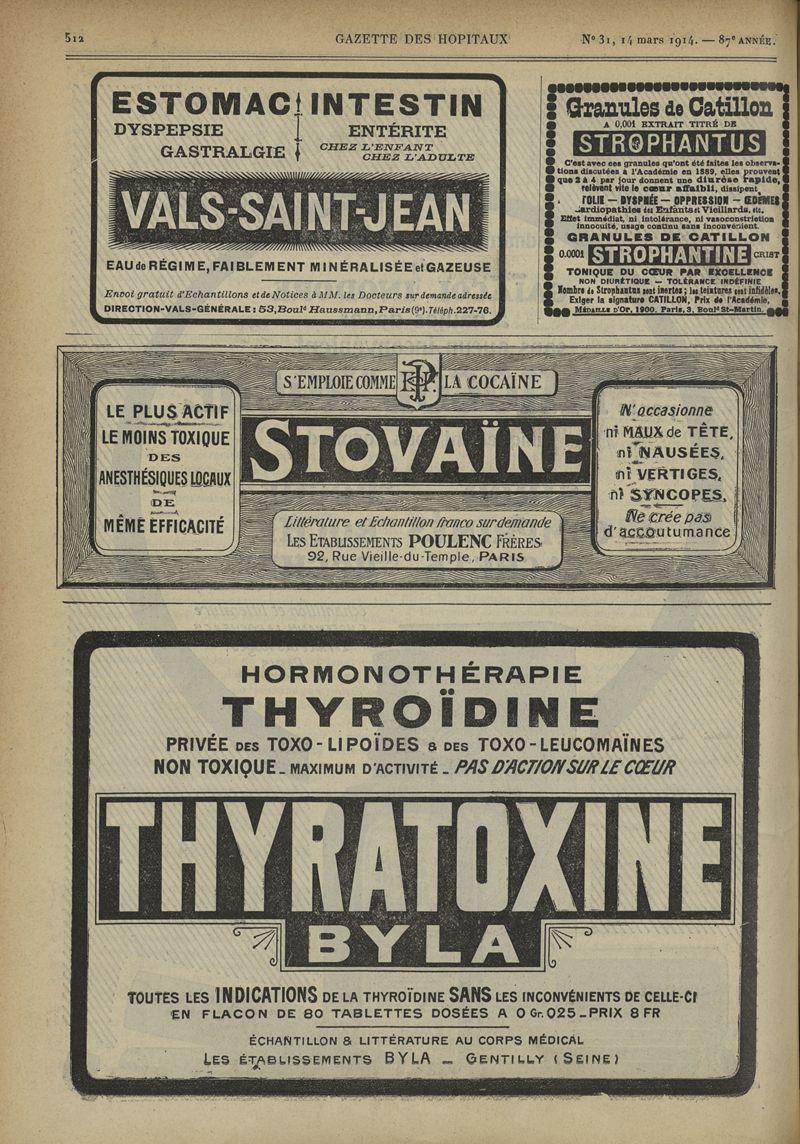 512
GAZETTE DES HOPITAUX
N° 31, 14 mars 1914. — 87e ANNÉE.
ESTOMAC INTESTIN
DYSPEPSIE ENTÉRITE
GASTRALGIE CHEZ L'ENFANT
CHEZ L'ADULTE
VALS-SAINT-JEAN
EAU de RÉGIME, FAIBLEMENT MINÉRALISÉE et GAZEUSE
Envoi gratuit d'Echantillons et de Notices à MM. les Docteurs sur demande adressée
DIRECTION-VALS-GÉNÉRALE: 53, Boulᵈ Haussmann, Paris (9ᵉ). Téléph. 227-76.
Granules de Catillon
A 0,001 EXTRAIT TITRÉ DE
STROPHANTUS
C'est avec ces granules qu'ont été faites les observa-
tions discutées à l'Académie en 1889, elles prouvent
que 2 à 4 par jour donnent une diurèse rapide,
relèvent vite le cœur affaibli, dissipent
TOLIE — DYSPNÉE — OPPRESSION — ŒDÈMES
Cardiopathies des Enfants et Vieillards, etc.
Effet immédiat, ni intolérance, ni vasoconstriction
innocuité, usage continu sans inconvénient.
GRANULES DE CATILLON
0.0001 STROPHANTINE CRIST
TONIQUE DU CŒUR PAR EXCELLENCE
NON DIURÉTIQUE — TOLÉRANCE INDÉFINIE
Nombre de Strophantus sont inertes; les teintures sont infidèles.
Exiger la signature CATILLON, Prix de l'Académie,
MÉDAILLE D'OR, 1900. Paris, 3, Boulᵈ St-Martin.
S'EMPLOIE COMME LA COCAÏNE
STOVAÏNE
LE PLUS ACTIF
LE MOINS TOXIQUE
DES
ANESTHÉSIQUES LOCAUX
DE
MÊME EFFICACITÉ
Littérature et Echantillon franco sur demande
LES ETABLISSEMENTS POULENC FRÈRES
92, Rue Vieille-du-Temple, PARIS
N'occasionne
ni MAUX de TÊTE,
ni NAUSÉES,
ni VERTIGES,
ni SYNCOPES,
Ne crée pas
d'accoutumance
HORMONOTHÉRAPIE
THYROÏDINE
PRIVÉE DES TOXO-LIPOÏDES & DES TOXO-LEUCOMAÏNES
NON TOXIQUE _ MAXIMUM D'ACTIVITÉ _ PAS D'ACTION SUR LE CŒUR
THYRATOXINE
BYLA
TOUTES LES INDICATIONS DE LA THYROÏDINE SANS LES INCONVÉNIENTS DE CELLE-CI
EN FLACON DE 80 TABLETTES DOSÉES A 0 Gr. 025 _ PRIX 8 FR
ÉCHANTILLON & LITTÉRATURE AU CORPS MÉDICAL
LES ÉTABLISSEMENTS BYLA _ GENTILLY (SEINE)